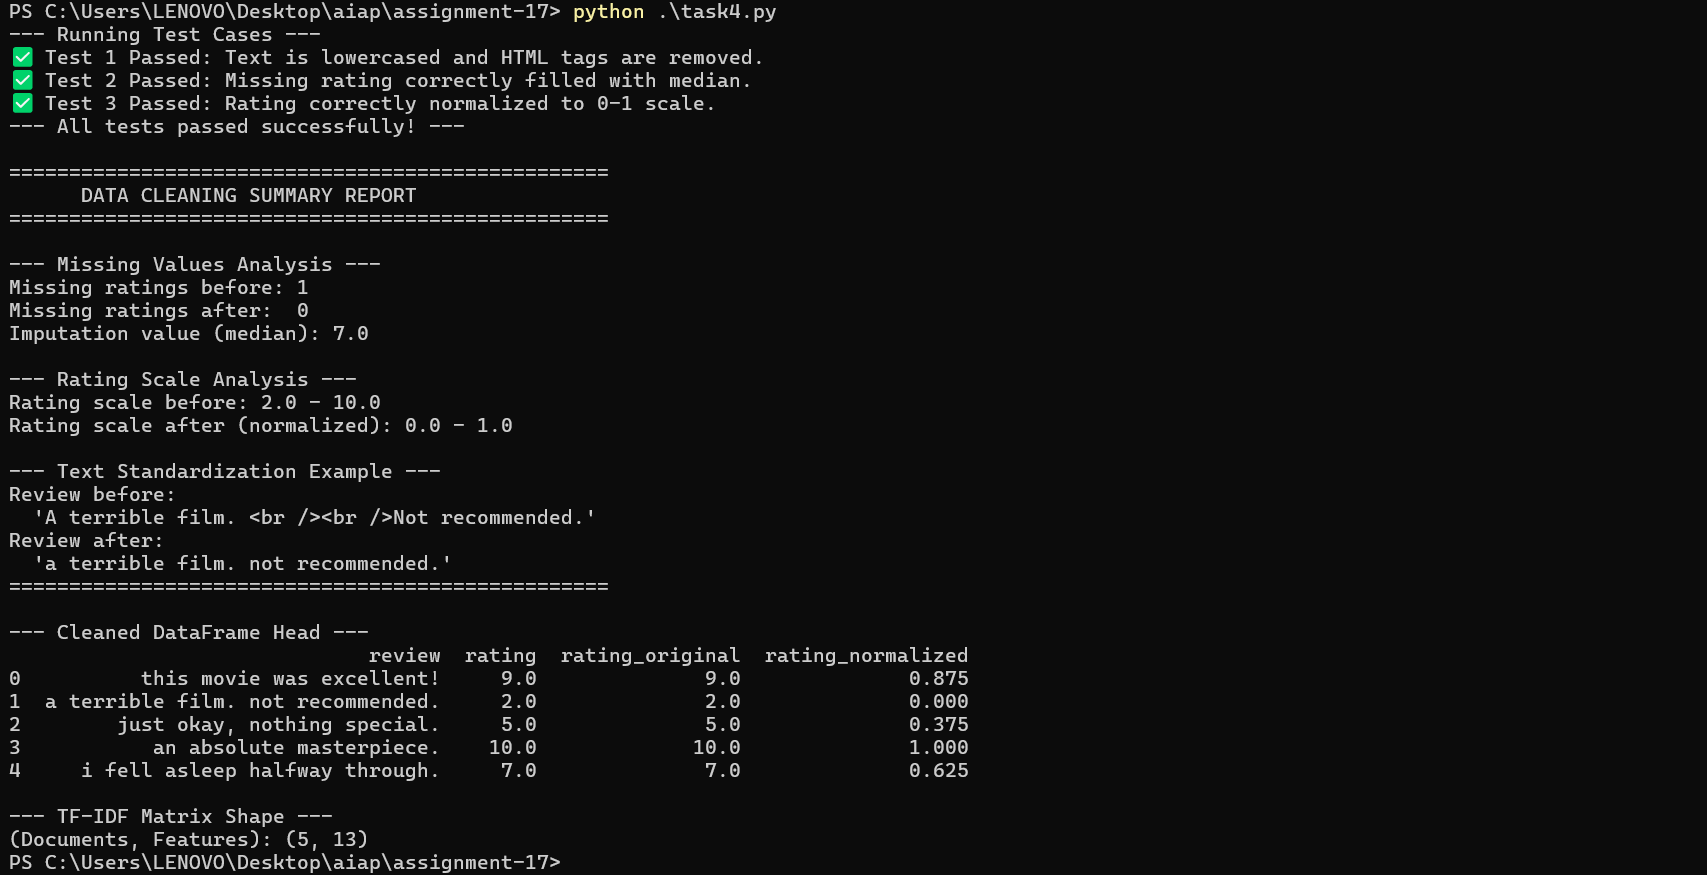 PS C:\Users\LENOVO\Desktop\aiap\assignment-17> python .\task4.py
--- Running Test Cases ---
✅ Test 1 Passed: Text is lowercased and HTML tags are removed.
✅ Test 2 Passed: Missing rating correctly filled with median.
✅ Test 3 Passed: Rating correctly normalized to 0-1 scale.
--- All tests passed successfully! ---

==================================================
      DATA CLEANING SUMMARY REPORT
==================================================

--- Missing Values Analysis ---
Missing ratings before: 1
Missing ratings after:  0
Imputation value (median): 7.0

--- Rating Scale Analysis ---
Rating scale before: 2.0 - 10.0
Rating scale after (normalized): 0.0 - 1.0

--- Text Standardization Example ---
Review before:
  'A terrible film. <br /><br />Not recommended.'
Review after:
  'a terrible film. not recommended.'
==================================================

--- Cleaned DataFrame Head ---
                              review  rating  rating_original  rating_normalized
0          this movie was excellent!     9.0              9.0              0.875
1  a terrible film. not recommended.     2.0              2.0              0.000
2        just okay, nothing special.     5.0              5.0              0.375
3           an absolute masterpiece.    10.0             10.0              1.000
4     i fell asleep halfway through.     7.0              7.0              0.625

--- TF-IDF Matrix Shape ---
(Documents, Features): (5, 13)
PS C:\Users\LENOVO\Desktop\aiap\assignment-17>